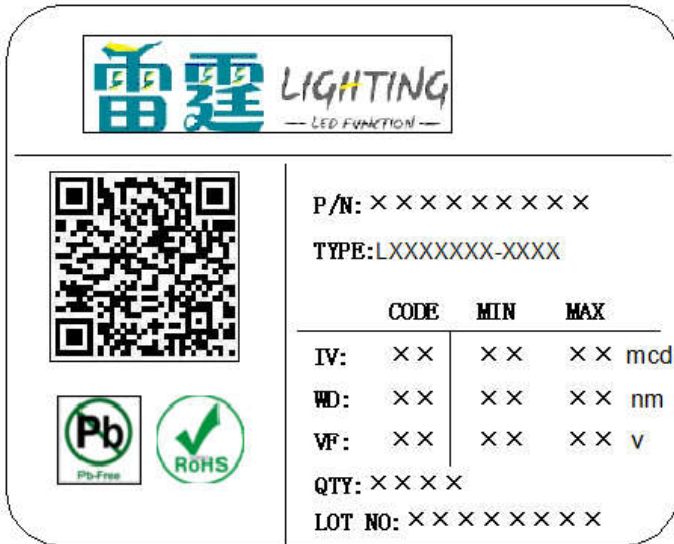 雷霆 LIGHTING
LED FUNCTION
P/N: ×××××××××
TYPE:LXXXXXXX-XXXX
CODE MIN MAX
IV: ×× ×× ×× mcd
WD: ×× ×× ×× nm
VF: ×× ×× ×× v
QTY: ××××
LOT NO: ××××××××
Pb
Pb-Free
RoHS